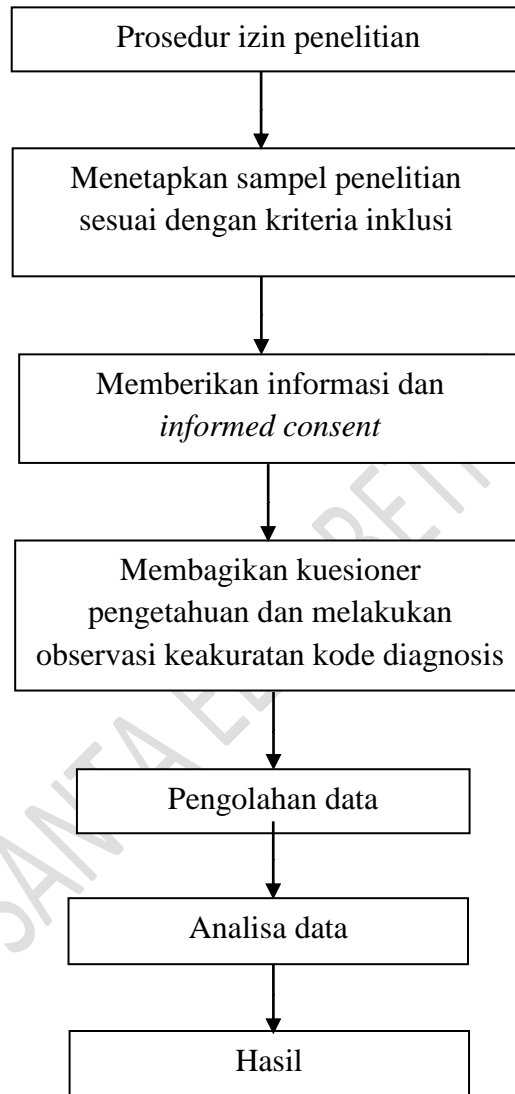 Prosedur izin penelitian
Menetapkan sampel penelitian
sesuai dengan kriteria inklusi
Memberikan informasi dan
informed consent
Membagikan kuesioner
pengetahuan dan melakukan
observasi keakuratan kode diagnosis
Pengolahan data
Analisa data
Hasil
SANTA